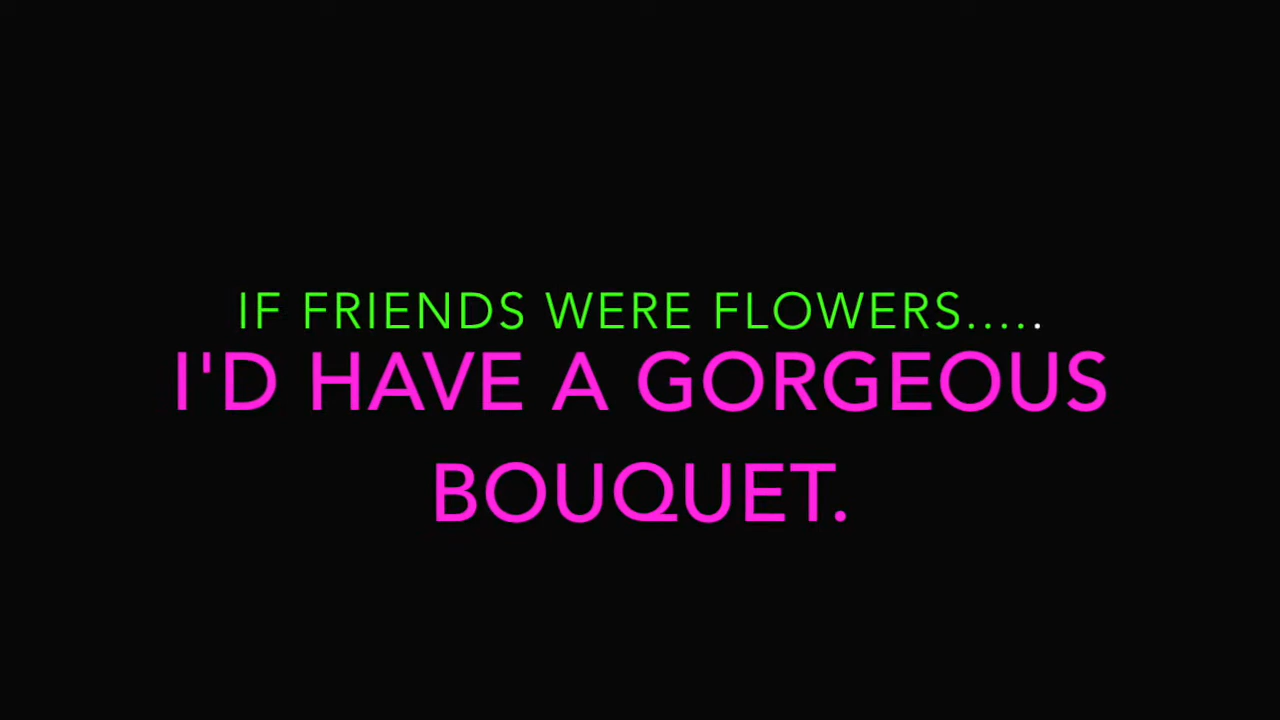 IF FRIENDS WERE FLOWERS.....
I'D HAVE A GORGEOUS
BOUQUET.